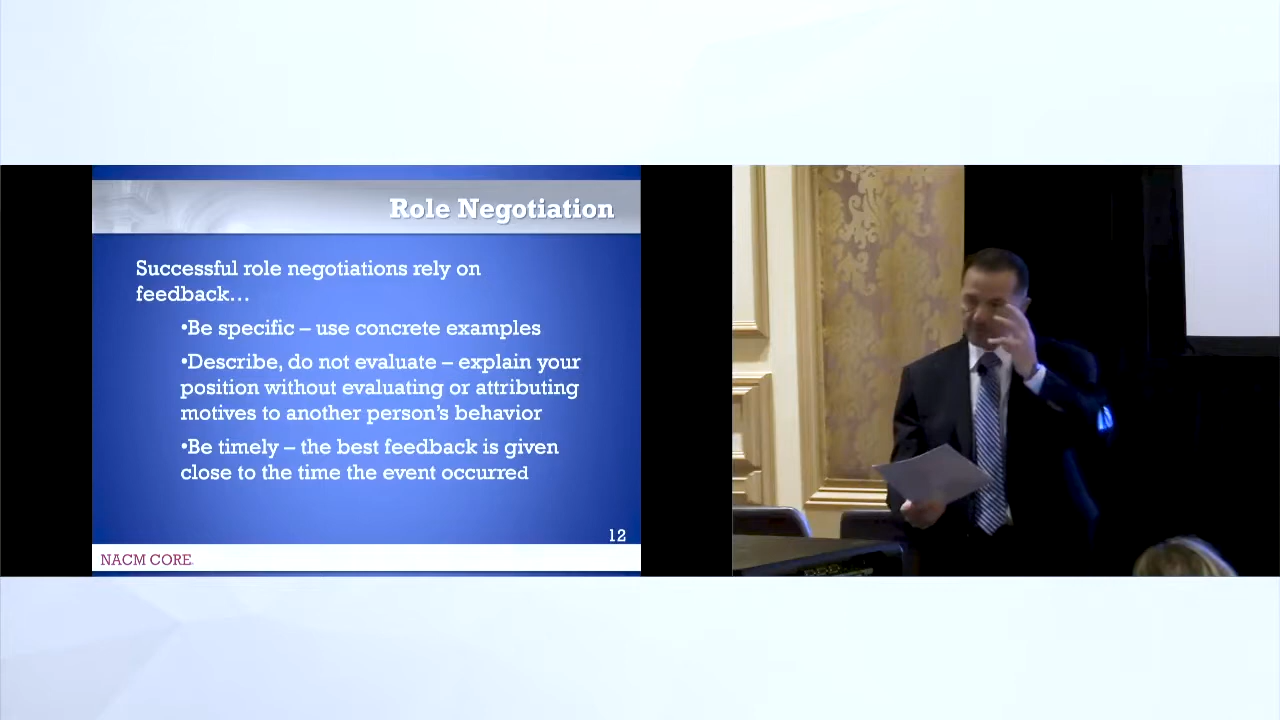 Role Negotiation
Successful role negotiations rely on
feedback...
•Be specific – use concrete examples
•Describe, do not evaluate – explain your
position without evaluating or attributing
motives to another person's behavior
•Be timely – the best feedback is given
close to the time the event occurred
12
NACM CORE